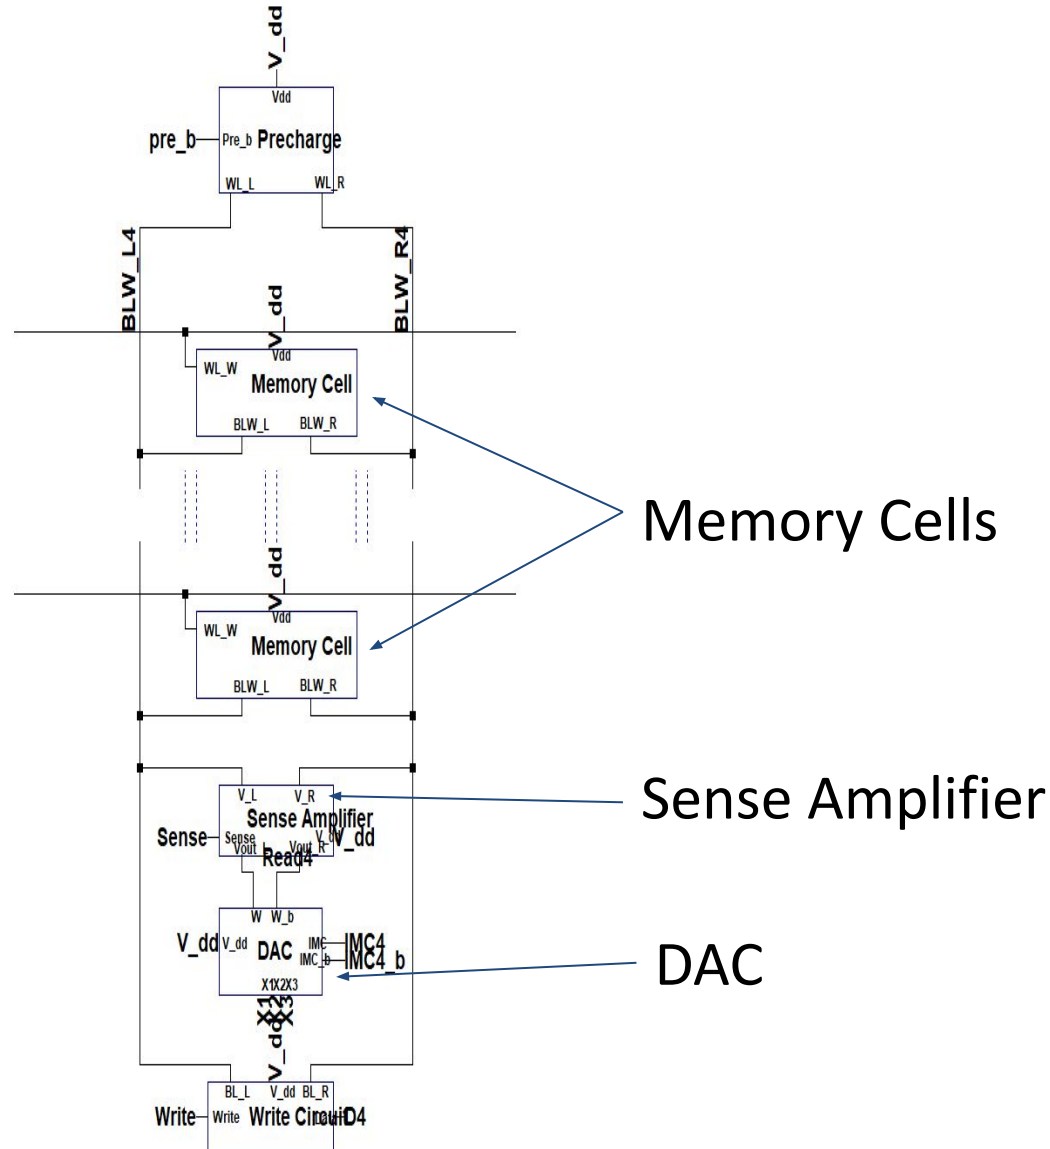 V_dd
Vdd
pre_b Pre_b Precharge
WL_L WL_R
BLW_L4 BLW_R4
V_dd
Vdd
WL_W
Memory Cell
BLW_L BLW_R
Memory Cells
V_dd
Vdd
WL_W
Memory Cell
BLW_L BLW_R
V_L V_R
Sense Amplifier
Sense Amplifier
Sense Sense V_dd
Vout_R
Read4
W W_b
V_dd V_dd DAC IMC IMC4
IMC_b IMC4_b
DAC
X1X2X3
X1 X2 X3
V_dd
BL_L V_dd BL_R
Write Write Write Circuit D4